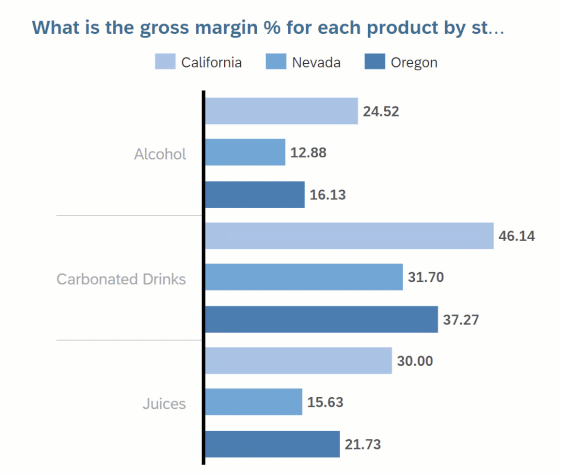 What is the gross margin % for each product by st...
California Nevada Oregon
24.52
Alcohol 12.88
16.13
46.14
Carbonated Drinks 31.70
37.27
30.00
Juices 15.63
21.73